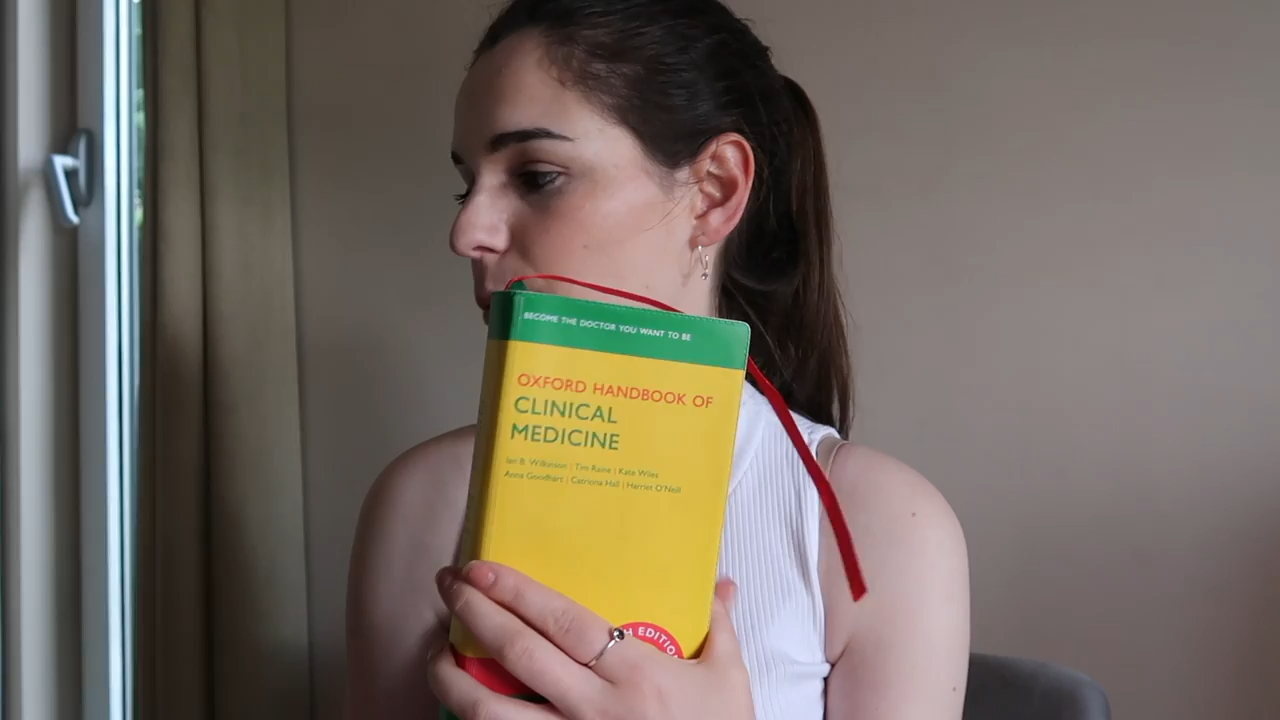 BECOME THE DOCTOR YOU WANT TO BE
OXFORD HANDBOOK OF
CLINICAL
MEDICINE
Ian B. Wilkinson | Tim Raine | Kate Wiles
Anna Goodhart | Catriona Hall | Harriet O'Neill
H EDITION